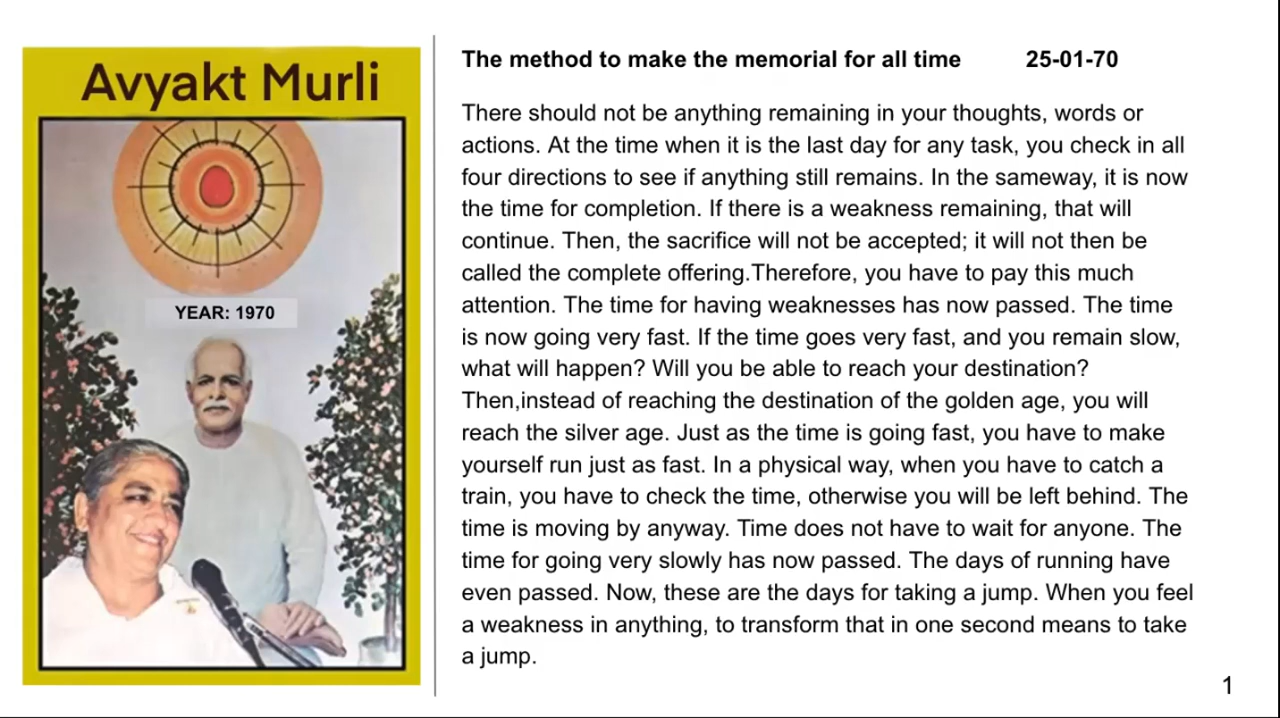 Avyakt Murli
YEAR: 1970
The method to make the memorial for all time 25-01-70
There should not be anything remaining in your thoughts, words or
actions. At the time when it is the last day for any task, you check in all
four directions to see if anything still remains. In the sameway, it is now
the time for completion. If there is a weakness remaining, that will
continue. Then, the sacrifice will not be accepted; it will not then be
called the complete offering.Therefore, you have to pay this much
attention. The time for having weaknesses has now passed. The time
is now going very fast. If the time goes very fast, and you remain slow,
what will happen? Will you be able to reach your destination?
Then,instead of reaching the destination of the golden age, you will
reach the silver age. Just as the time is going fast, you have to make
yourself run just as fast. In a physical way, when you have to catch a
train, you have to check the time, otherwise you will be left behind. The
time is moving by anyway. Time does not have to wait for anyone. The
time for going very slowly has now passed. The days of running have
even passed. Now, these are the days for taking a jump. When you feel
a weakness in anything, to transform that in one second means to take
a jump.
1